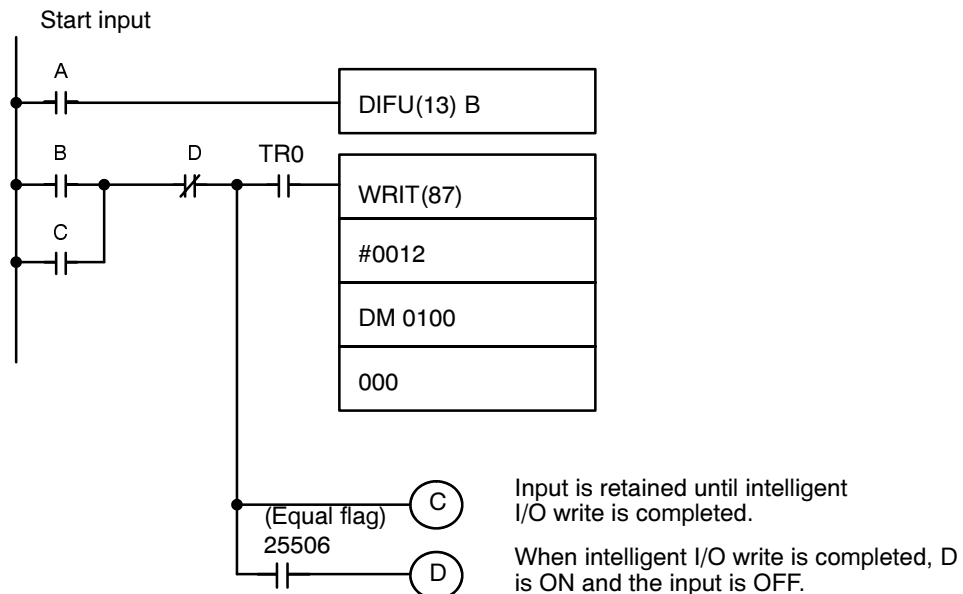 Start input
A
DIFU(13) B
B
D
TR0
WRIT(87)
#0012
C
DM 0100
000
C
Input is retained until intelligent
I/O write is completed.
(Equal flag)
25506
D
When intelligent I/O write is completed, D
is ON and the input is OFF.